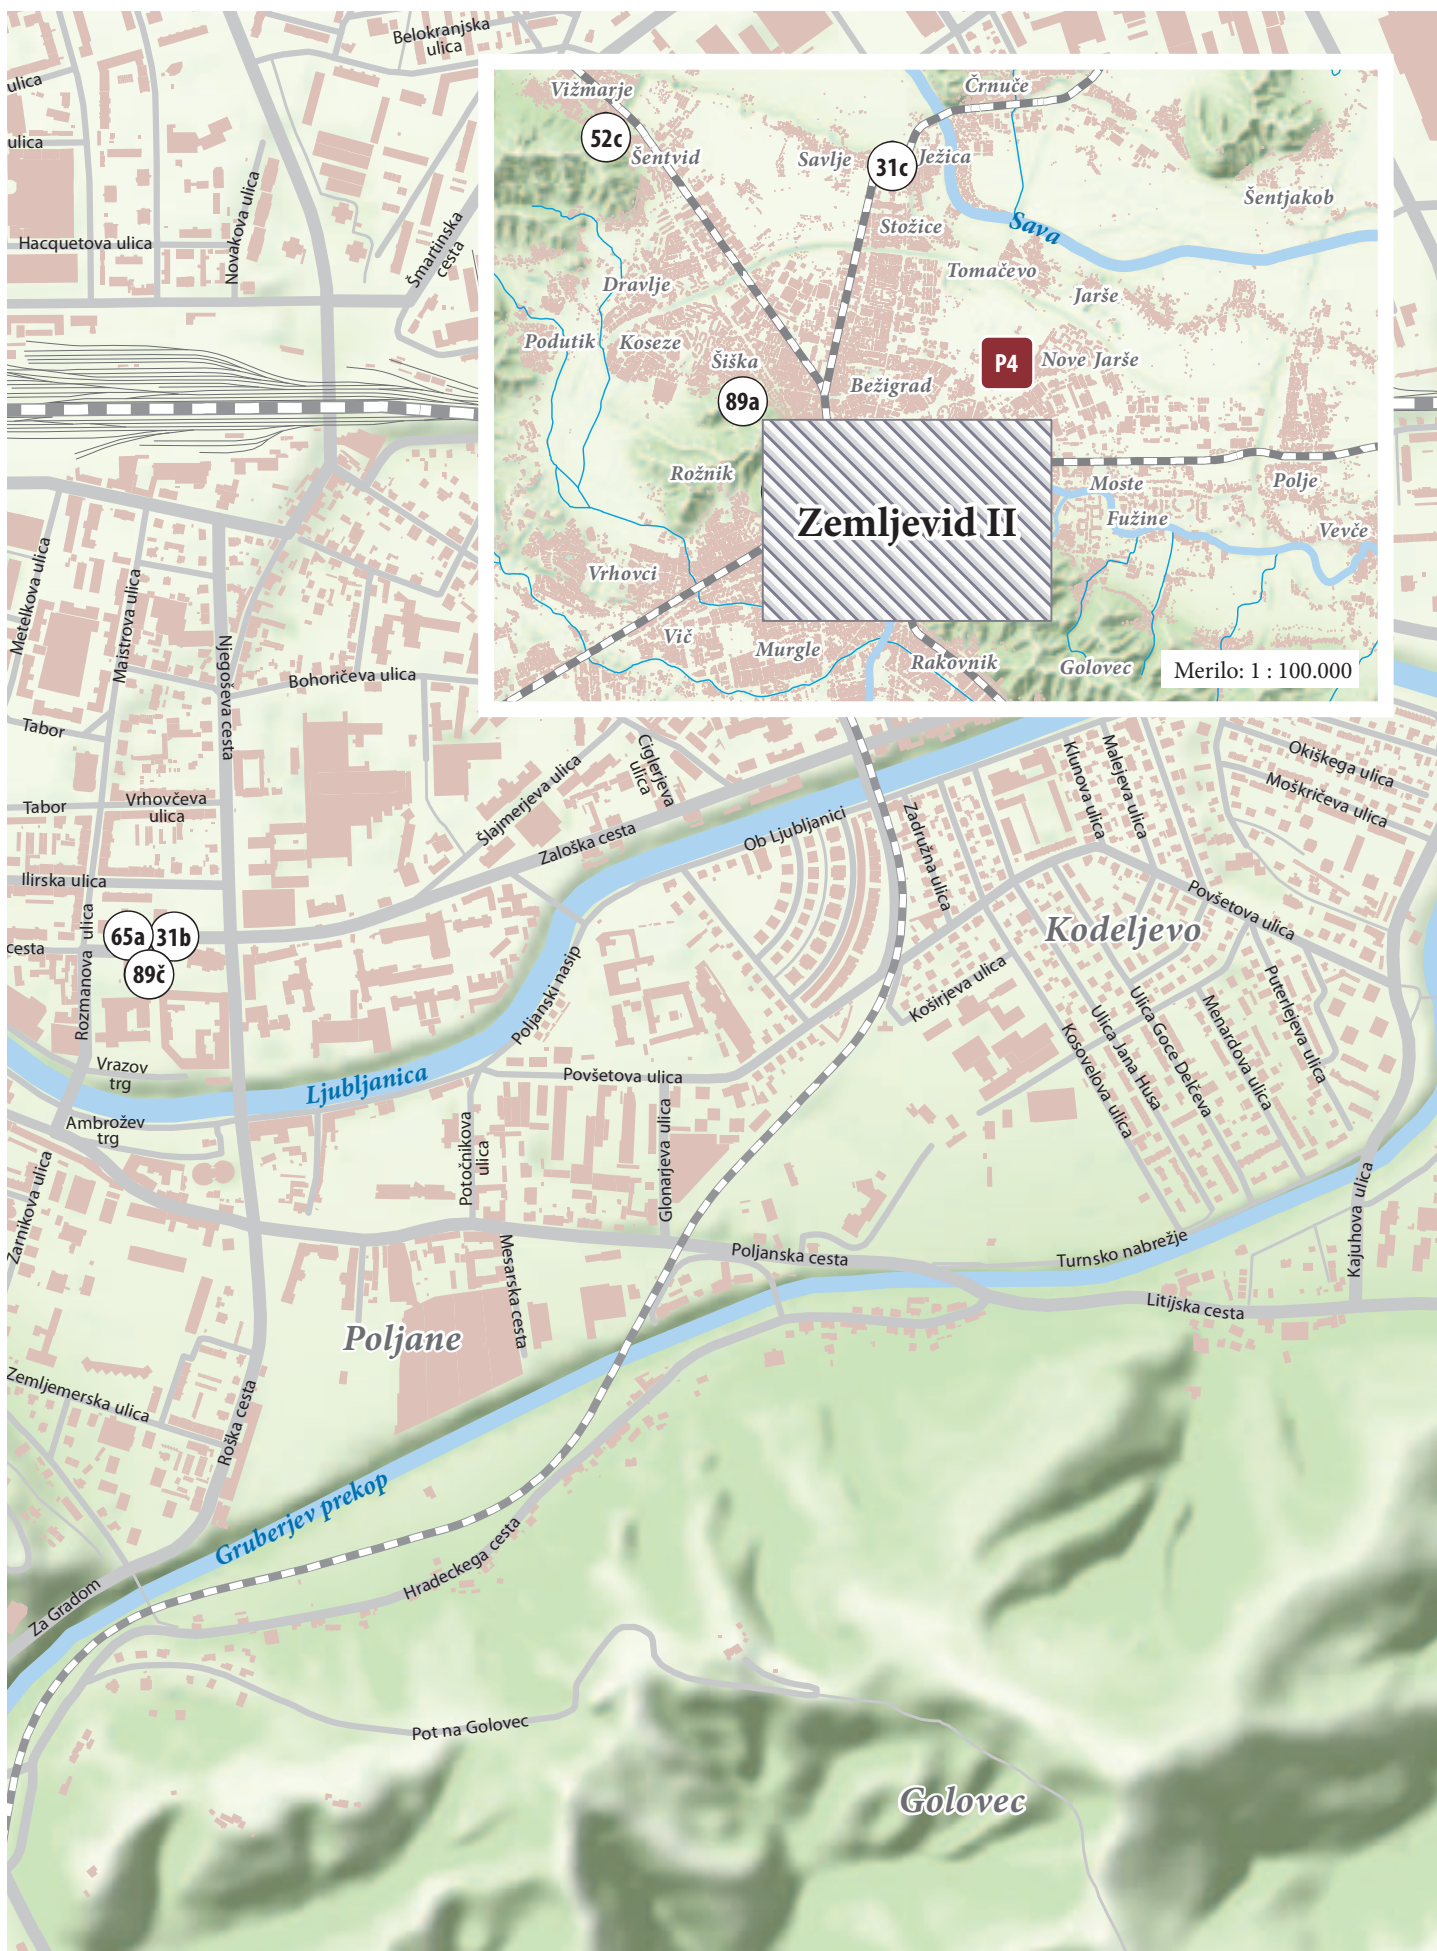 Belokranjska
ulica
ulica
ulica
Hacquetova ulica
Novakova ulica
Šmartinska
cesta
Vižmarje
Črnuče
52c
Šentvid
Savlje
31c
Ježica
Šentjakob
Stožice
Sava
Tomačevo
Dravlje
Jarše
Podutik
Koseze
Šiška
P4
Nove Jarše
Bežigrad
89a
Rožnik
Moste
Polje
Zemljevid II
Fužine
Vevče
Vrhovci
Vič
Murgle
Rakovnik
Golovec
Merilo: 1 : 100.000
Metelkova ulica
Maistrova ulica
Njegoševa cesta
Bohoričeva ulica
Tabor
Tabor
Vrhovčeva
ulica
Šlajmerjeva ulica
Ciglerjeva
ulica
Zaloška cesta
Ob Ljubljanici
Zadružna ulica
Klunova ulica
Malejeva ulica
Okiškega ulica
Moškričeva ulica
Ilirska ulica
Povšetova ulica
Kodeljevo
cesta
Rozmanova ulica
65a
31b
89č
Poljanski nasip
Koširjeva ulica
Kosovelova ulica
Ulica Jana Husa
Ulica Goce Delčeva
Menardova ulica
Puterlejeva ulica
Vrazov
trg
Ljubljanica
Povšetova ulica
Ambrožev
trg
Potočnikova
ulica
Glonarjeva ulica
Zarnikova ulica
Mesarska cesta
Poljanska cesta
Turnsko nabrežje
Kajuhova ulica
Litijska cesta
Poljane
Zemljemerska ulica
Roška cesta
Gruberjev prekop
Hradeckega cesta
Za Gradom
Pot na Golovec
Golovec